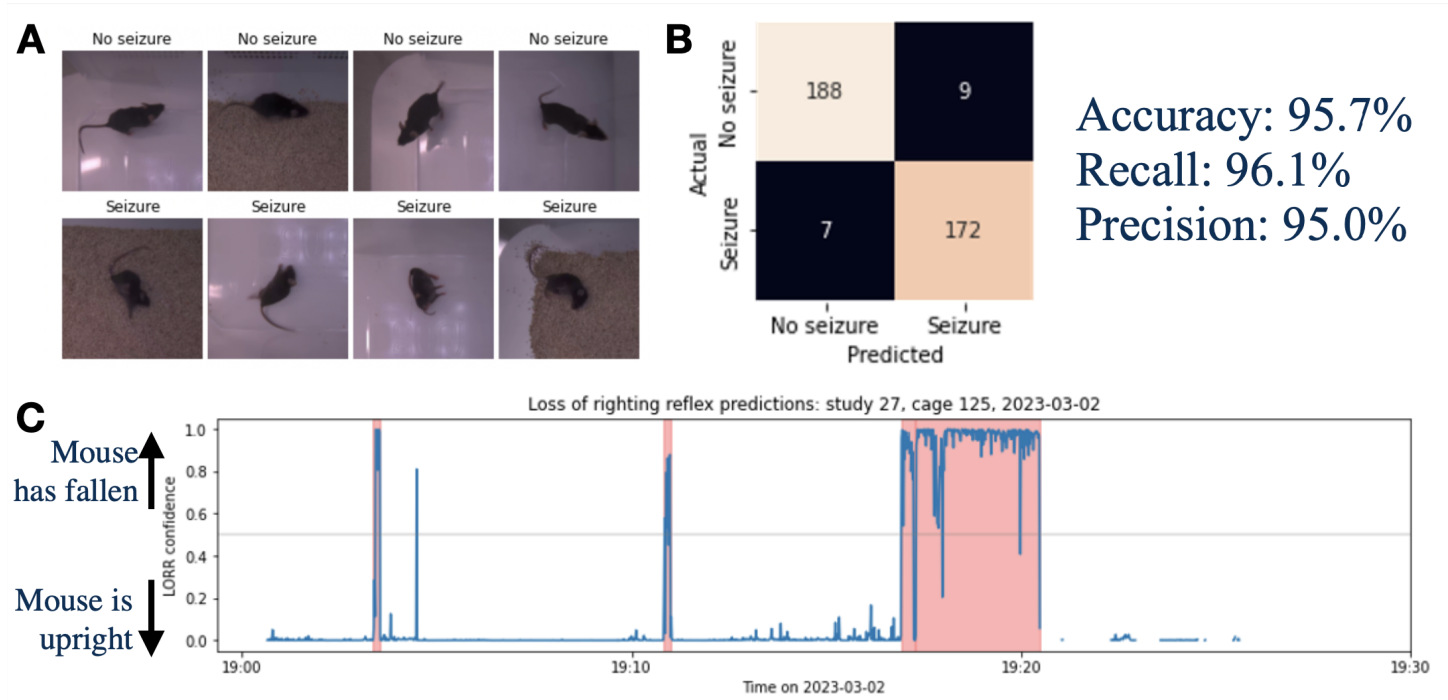 A
No seizure
No seizure
No seizure
No seizure
Seizure
Seizure
Seizure
Seizure
B
Actual
No seizure
Seizure
188
9
7
172
No seizure
Seizure
Predicted
Accuracy: 95.7%
Recall: 96.1%
Precision: 95.0%
C
Loss of righting reflex predictions: study 27, cage 125, 2023-03-02
Mouse
has fallen
Mouse is
upright
LORR confidence
1.0
0.8
0.6
0.4
0.2
0.0
19:00
19:10
19:20
19:30
Time on 2023-03-02